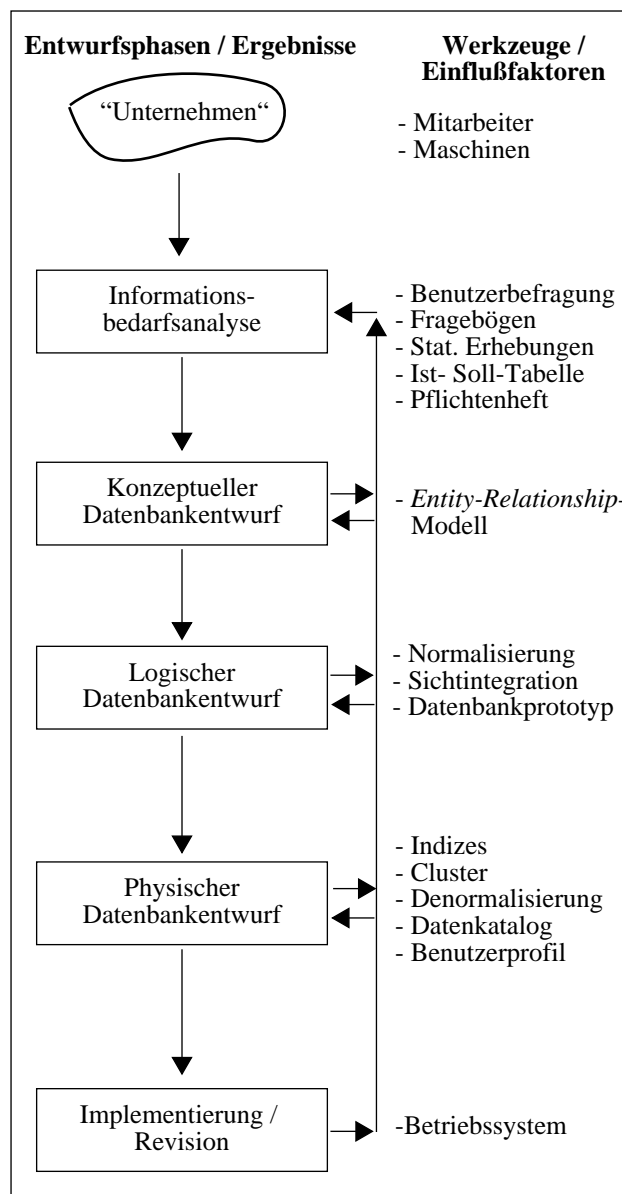 Entwurfsphasen / Ergebnisse
Werkzeuge /
Einflußfaktoren
“Unternehmen“
- Mitarbeiter
- Maschinen
Informations-
bedarfsanalyse
- Benutzerbefragung
- Fragebögen
- Stat. Erhebungen
- Ist- Soll-Tabelle
- Pflichtenheft
Konzeptueller
Datenbankentwurf
- Entity-Relationship-
Modell
Logischer
Datenbankentwurf
- Normalisierung
- Sichtintegration
- Datenbankprototyp
Physischer
Datenbankentwurf
- Indizes
- Cluster
- Denormalisierung
- Datenkatalog
- Benutzerprofil
Implementierung /
Revision
-Betriebssystem